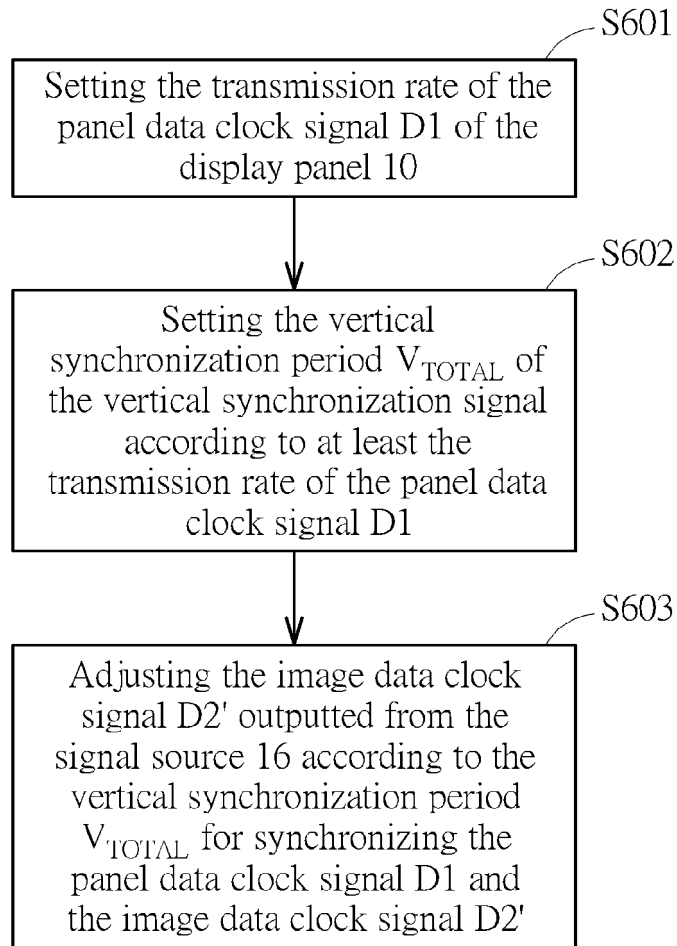 S601
Setting the transmission rate of the
panel data clock signal D1 of the
display panel 10
S602
Setting the vertical
synchronization period V_TOTAL of
the vertical synchronization signal
according to at least the
transmission rate of the panel data
clock signal D1
S603
Adjusting the image data clock
signal D2' outputted from the
signal source 16 according to the
vertical synchronization period
V_TOTAL for synchronizing the
panel data clock signal D1 and
the image data clock signal D2'